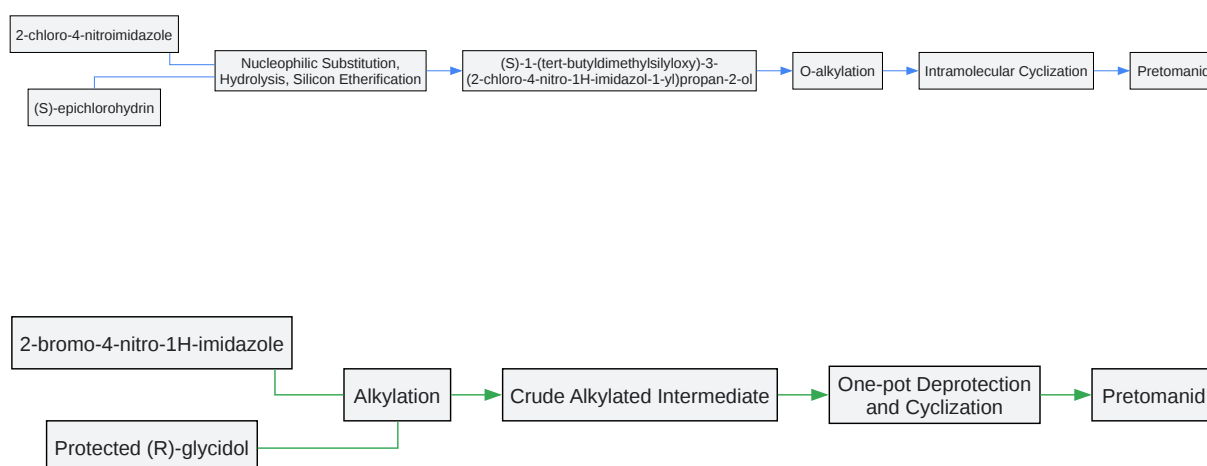 2-chloro-4-nitroimidazole
(S)-epichlorohydrin
Nucleophilic Substitution,
Hydrolysis, Silicon Etherification
(S)-1-(tert-butyldimethylsilyloxy)-3-
(2-chloro-4-nitro-1H-imidazol-1-yl)propan-2-ol
O-alkylation
Intramolecular Cyclization
Pretomanid
2-bromo-4-nitro-1H-imidazole
Protected (R)-glycidol
Alkylation
Crude Alkylated Intermediate
One-pot Deprotection
and Cyclization
Pretomanid